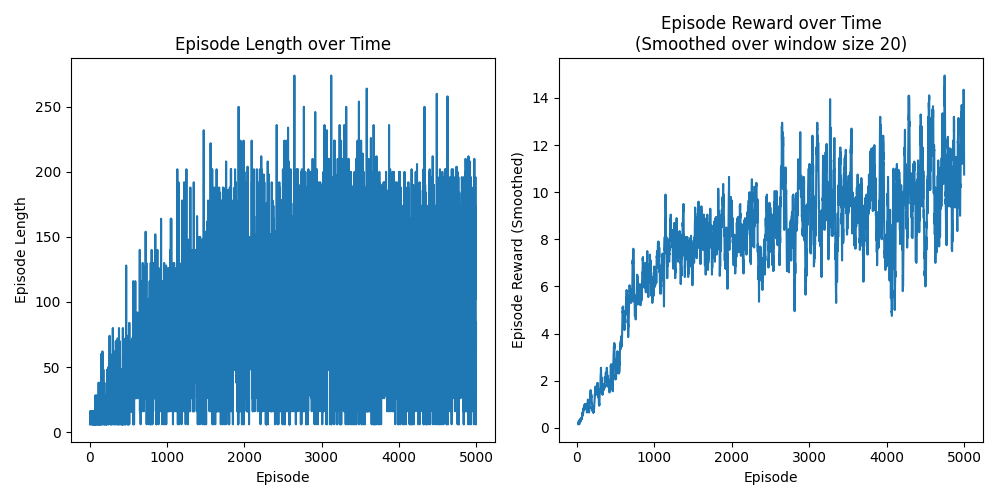 Episode Length over Time
Episode Length
250
200
150
100
50
0
0 1000 2000 3000 4000 5000
Episode
Episode Reward over Time
(Smoothed over window size 20)
Episode Reward (Smoothed)
14
12
10
8
6
4
2
0
0 1000 2000 3000 4000 5000
Episode